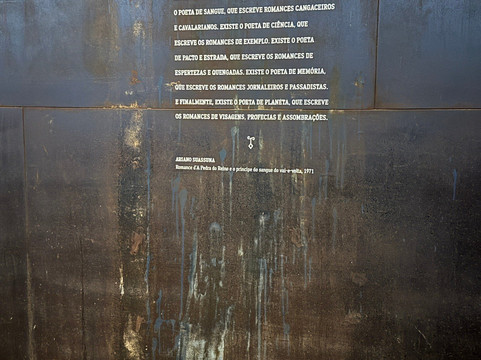 O POETA DE SANGUE, QUE ESCREVE ROMANCES CANGACEIROS
E CAVALARIANOS. EXISTE O POETA DE CIÊNCIA, QUE
ESCREVE OS ROMANCES DE EXEMPLO. EXISTE O POETA
DE PACTO E ESTRADA, QUE ESCREVE OS ROMANCES DE
ESPERTEZAS E QUENGADAS. EXISTE O POETA DE MEMÓRIA,
QUE ESCREVE OS ROMANCES JORNALEIROS E PASSADISTAS.
E FINALMENTE, EXISTE O POETA DE PLANETA, QUE ESCREVE
OS ROMANCES DE VISAGENS, PROFECIAS E ASSOMBRAÇÕES.
ARIANO SUASSUNA
Romance d'A Pedra do Reino e o príncipe do sangue do vai-e-volta, 1971